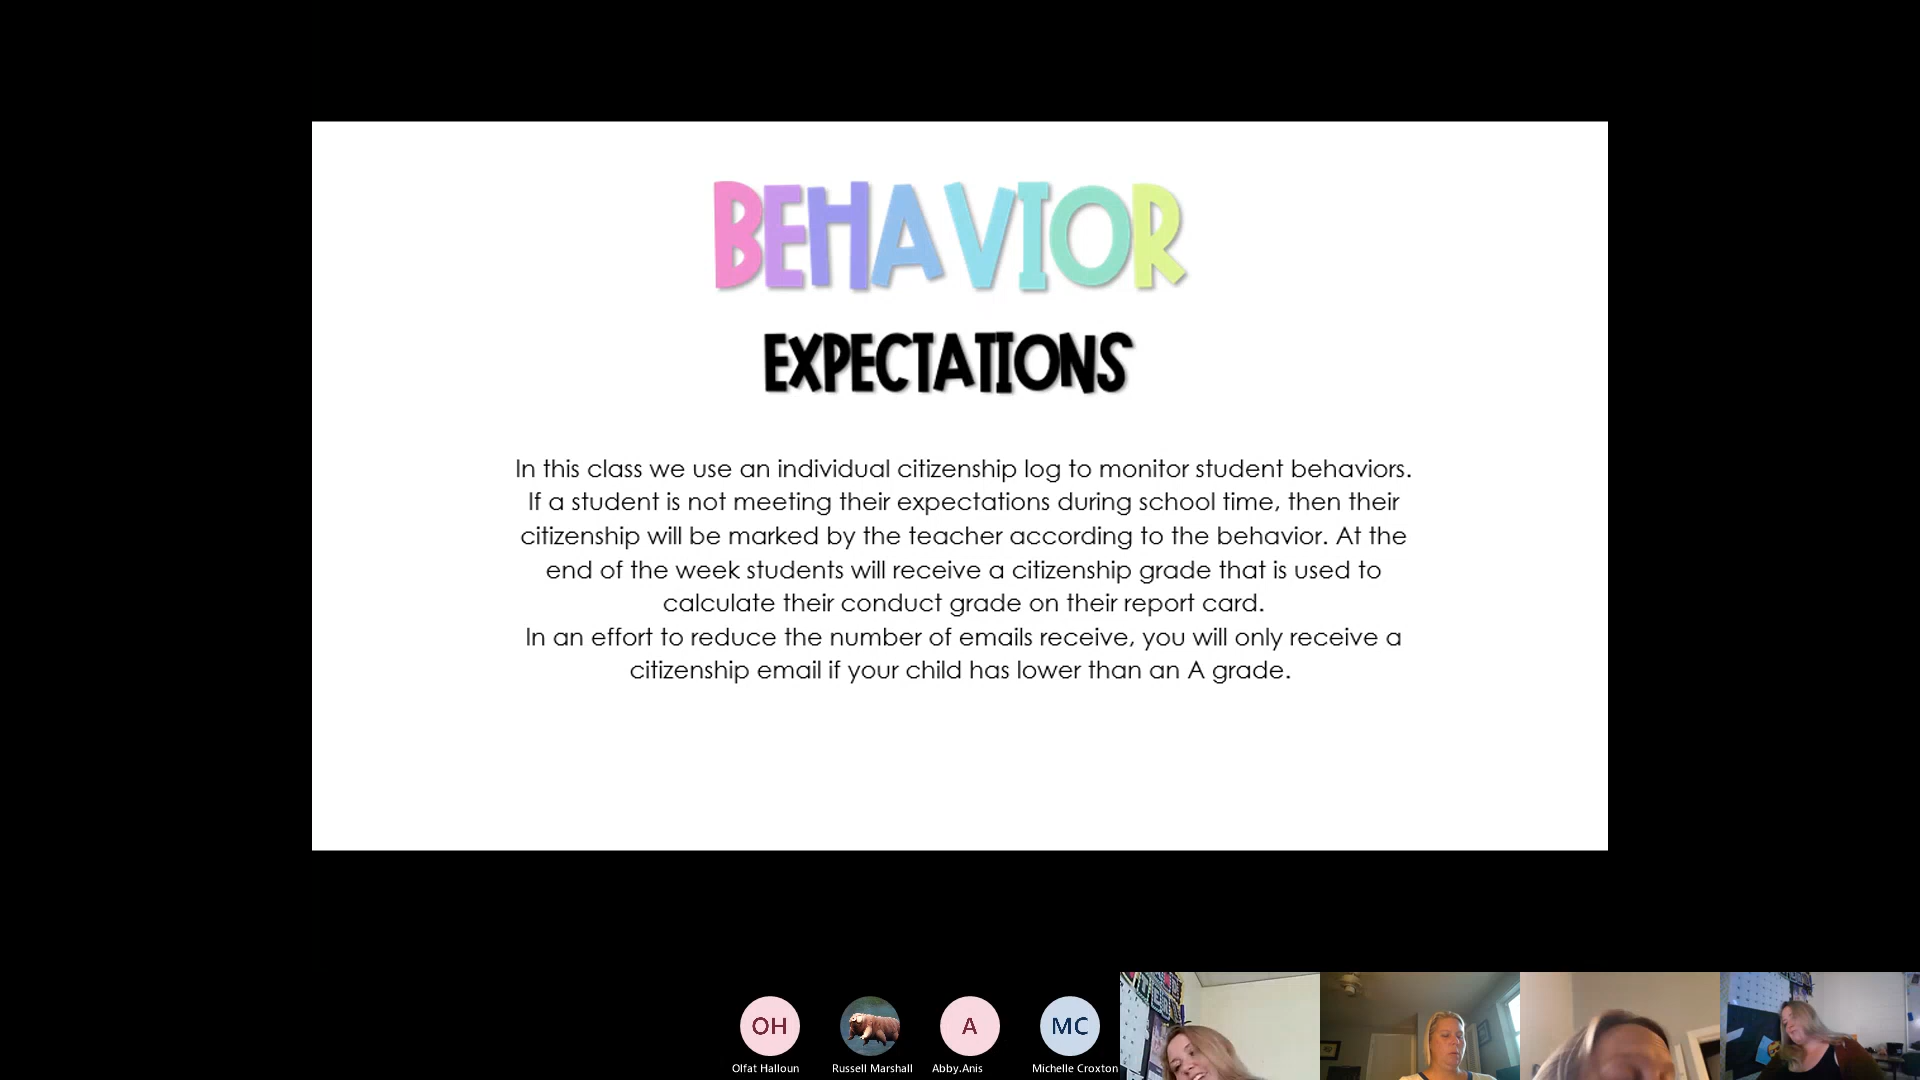 BEHAVIOR
EXPECTATIONS
In this class we use an individual citizenship log to monitor student behaviors.
If a student is not meeting their expectations during school time, then their
citizenship will be marked by the teacher according to the behavior. At the
end of the week students will receive a citizenship grade that is used to
calculate their conduct grade on their report card.
In an effort to reduce the number of emails receive, you will only receive a
citizenship email if your child has lower than an A grade.
OH A MC
Olfat Halloun Russell Marshall Abby.Anis Michelle Croxton